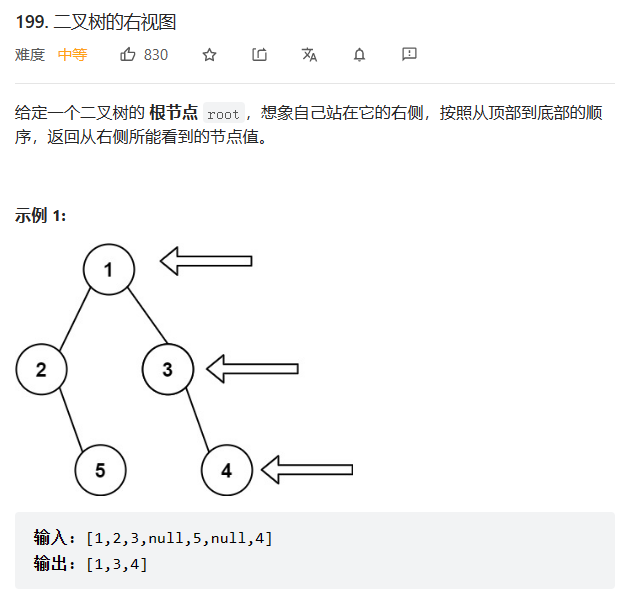 199. 二叉树的右视图
难度 中等 830
给定一个二叉树的 根节点 root，想象自己站在它的右侧，按照从顶部到底部的顺
序，返回从右侧所能看到的节点值。
示例 1:
1
2 3
5 4
输入：[1,2,3,null,5,null,4]
输出：[1,3,4]